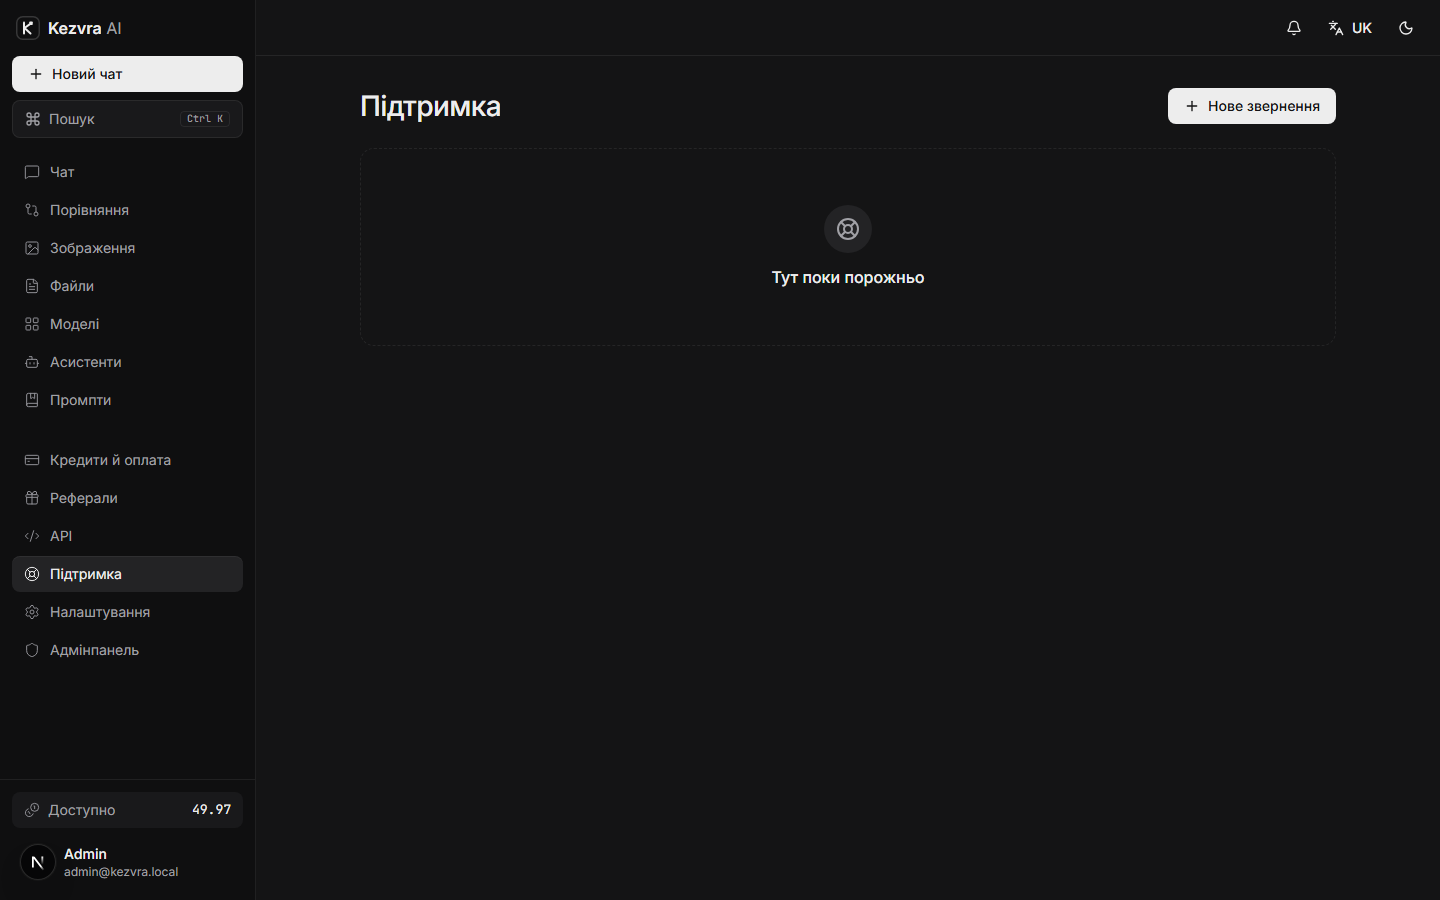 Kezvra AI
UK
Новий чат
Пошук Ctrl K
Чат
Порівняння
Зображення
Файли
Моделі
Асистенти
Промпти
Кредити й оплата
Реферали
API
Підтримка
Налаштування
Адмінпанель
Доступно 49.97
N
Admin
admin@kezvra.local
Підтримка
Нове звернення
Тут поки порожньо